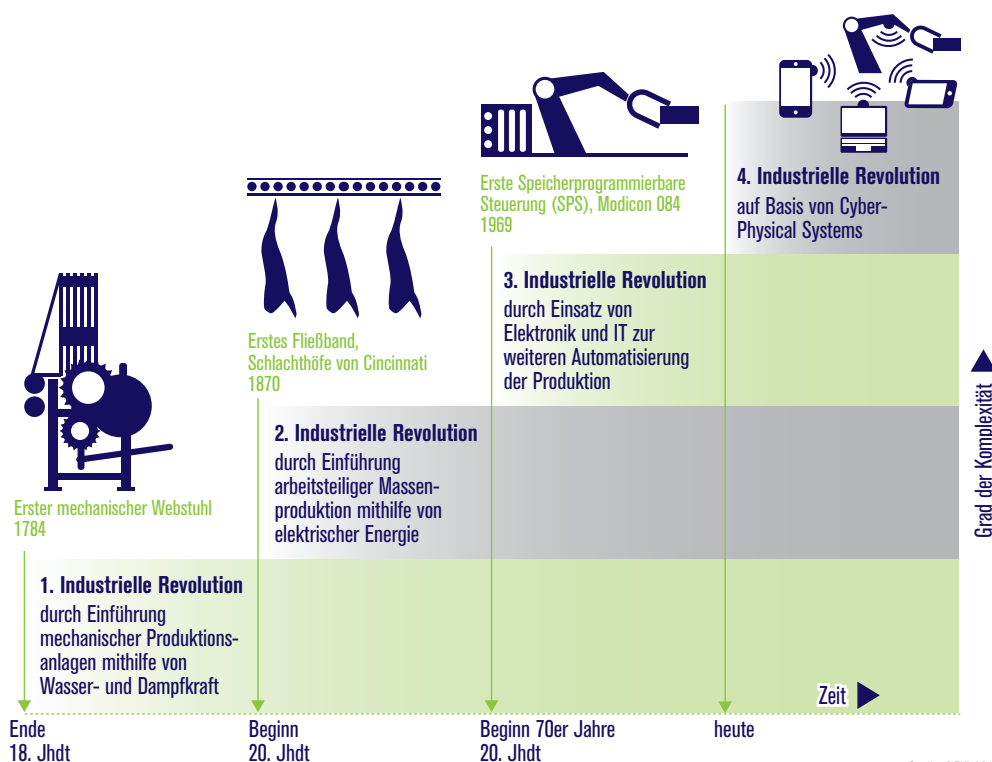 4. Industrielle Revolution
auf Basis von Cyber-
Physical Systems
Erste Speicherprogrammierbare
Steuerung (SPS), Modicon 084
1969
3. Industrielle Revolution
durch Einsatz von
Elektronik und IT zur
weiteren Automatisierung
der Produktion
Erstes Fließband,
Schlachthöfe von Cincinnati
1870
2. Industrielle Revolution
durch Einführung
arbeitsteiliger Massen-
produktion mithilfe von
elektrischer Energie
Erster mechanischer Webstuhl
1784
1. Industrielle Revolution
durch Einführung
mechanischer Produktions-
anlagen mithilfe von
Wasser- und Dampfkraft
Grad der Komplexität
Zeit
Ende
18. Jhdt
Beginn
20. Jhdt
Beginn 70er Jahre
20. Jhdt
heute